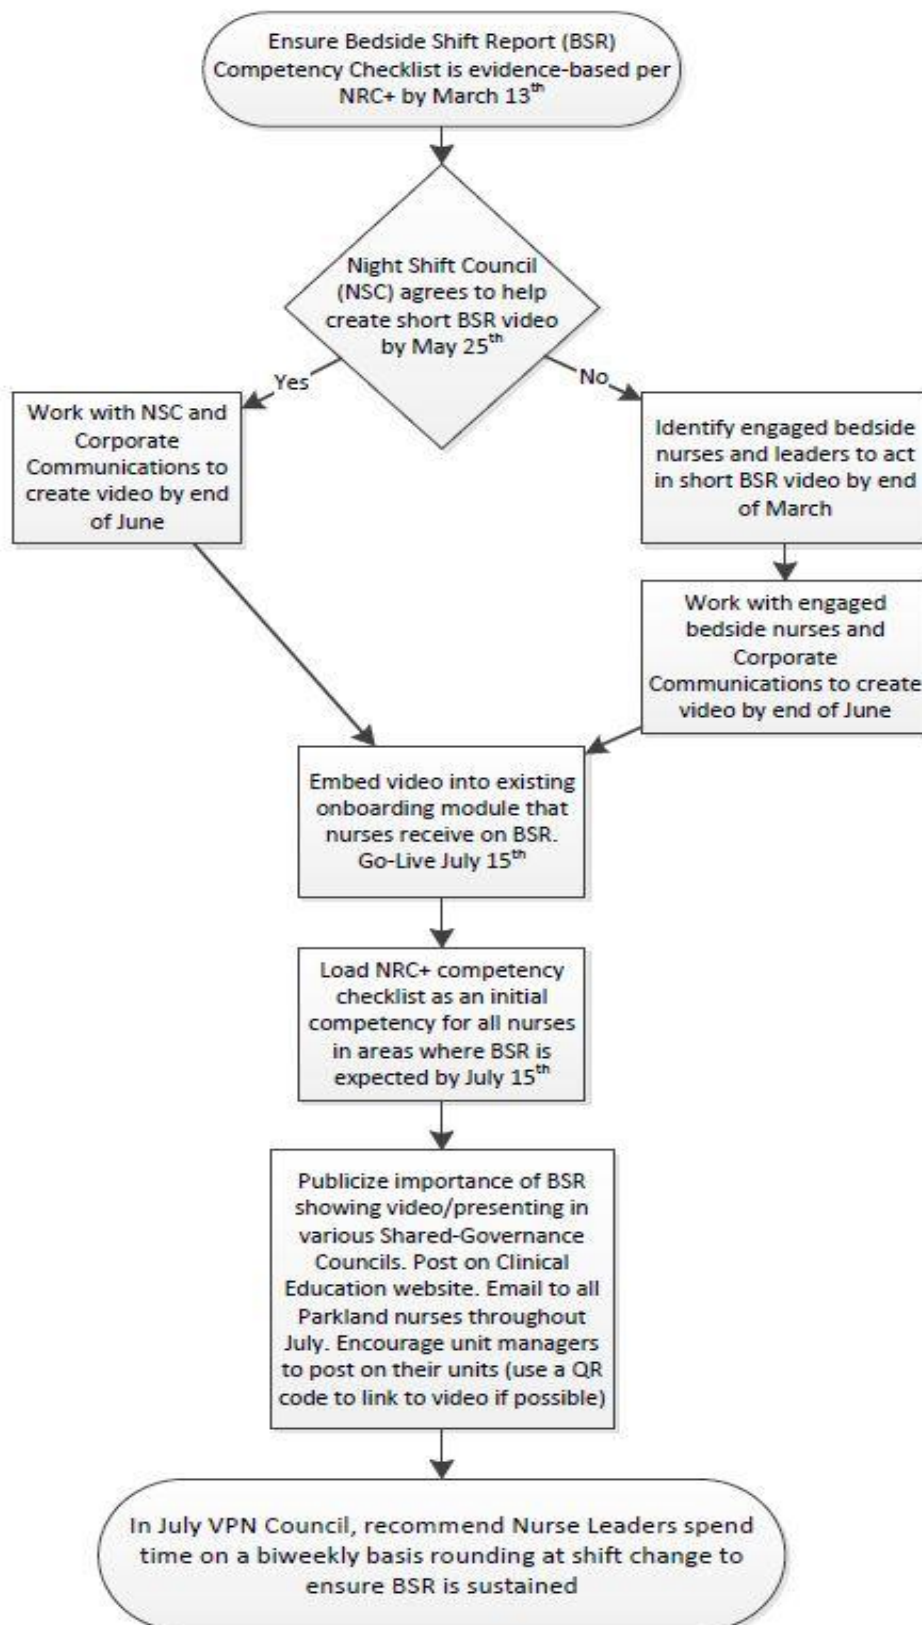 Ensure Bedside Shift Report (BSR)
Competency Checklist is evidence-based per
NRC+ by March 13th
Night Shift Council
(NSC) agrees to help
create short BSR video
by May 25th
Yes
No
Work with NSC and
Corporate
Communications to
create video by end
of June
Identify engaged bedside
nurses and leaders to act
in short BSR video by end
of March
Work with engaged
bedside nurses and
Corporate
Communications to create
video by end of June
Embed video into existing
onboarding module that
nurses receive on BSR.
Go-Live July 15th
Load NRC+ competency
checklist as an initial
competency for all nurses
in areas where BSR is
expected by July 15th
Publicize importance of BSR
showing video/presenting in
various Shared-Governance
Councils. Post on Clinical
Education website. Email to all
Parkland nurses throughout
July. Encourage unit managers
to post on their units (use a QR
code to link to video if possible)
In July VPN Council, recommend Nurse Leaders spend
time on a biweekly basis rounding at shift change to
ensure BSR is sustained